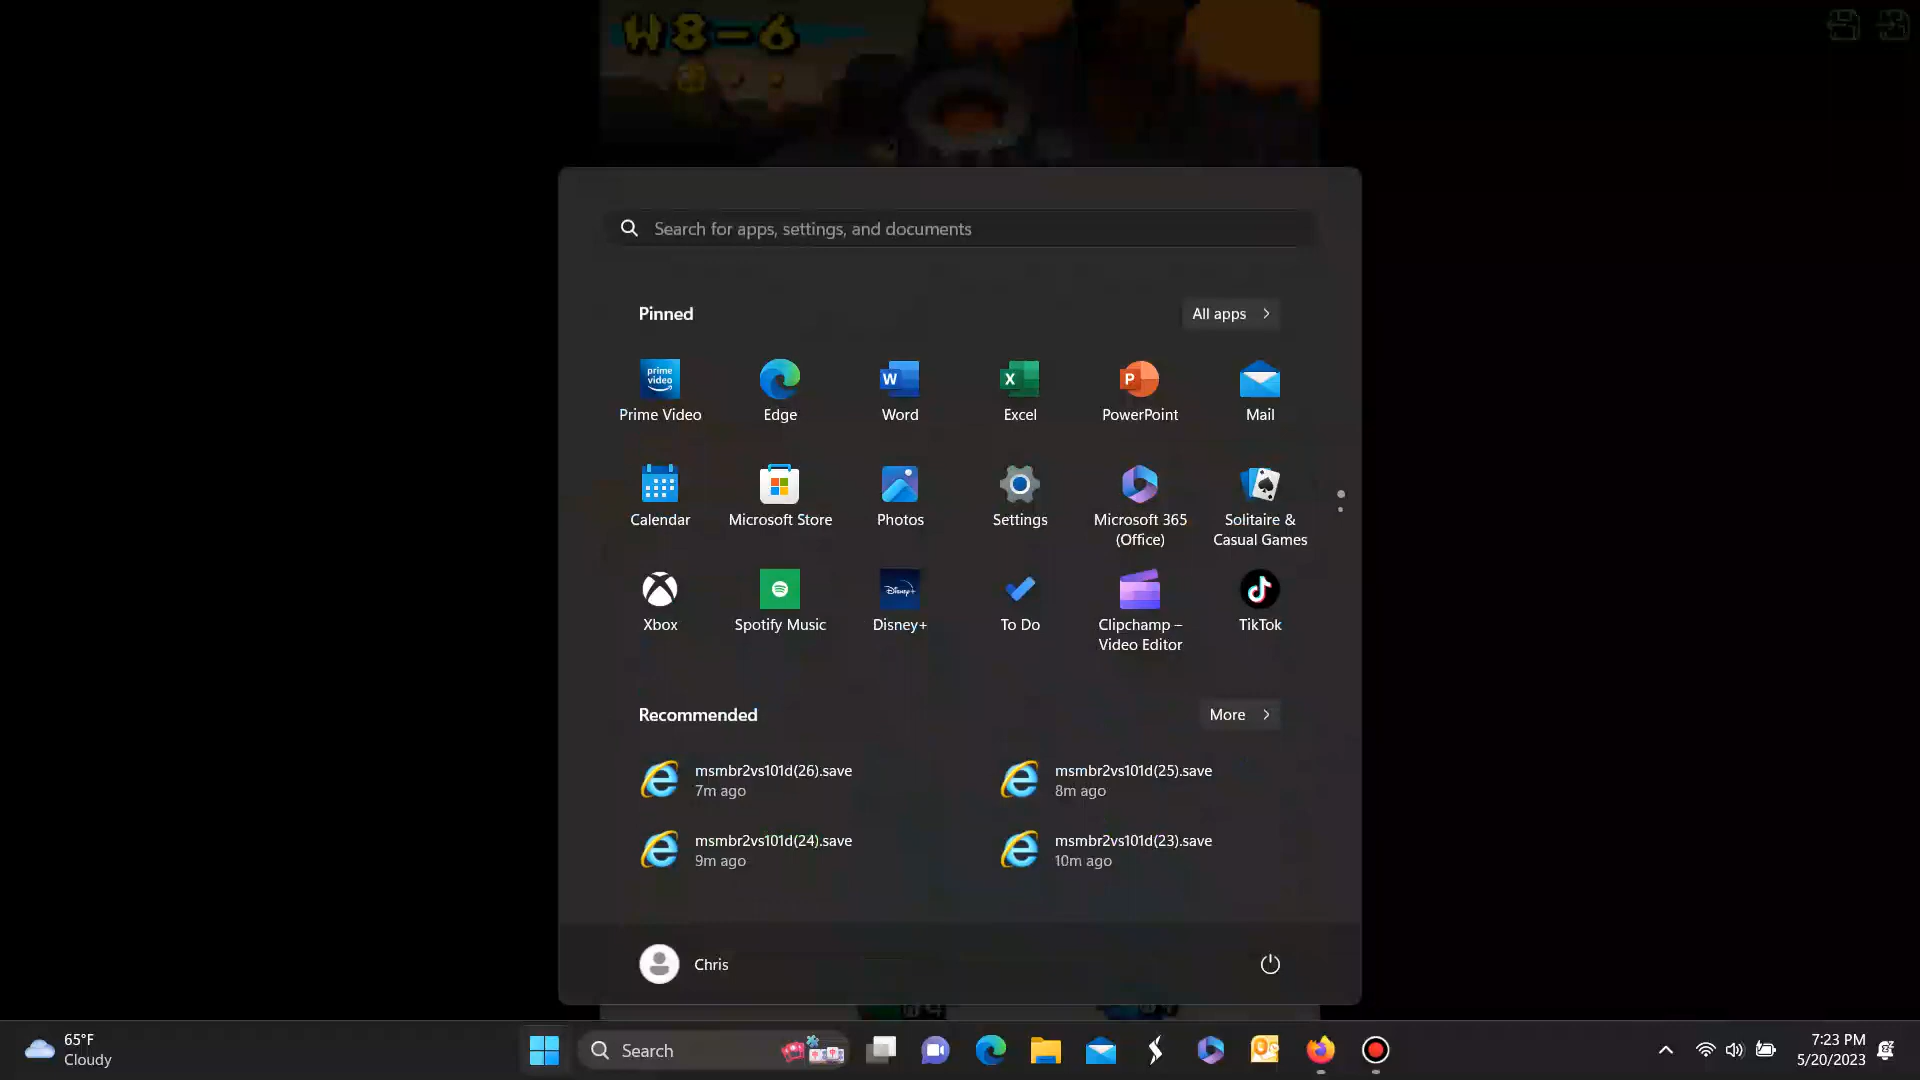 W8-6
Search for apps, settings, and documents
Pinned
All apps
prime video
Prime Video
Edge
W
Word
X
Excel
P
PowerPoint
Mail
Calendar
Microsoft Store
Photos
Settings
Microsoft 365
(Office)
Solitaire &
Casual Games
Xbox
Spotify Music
Disney+
Disney+
To Do
Clipchamp –
Video Editor
TikTok
Recommended
More
msmbr2vs101d(26).save
7m ago
msmbr2vs101d(25).save
8m ago
msmbr2vs101d(24).save
9m ago
msmbr2vs101d(23).save
10m ago
Chris
65°F
Cloudy
Search
7:23 PM
5/20/2023